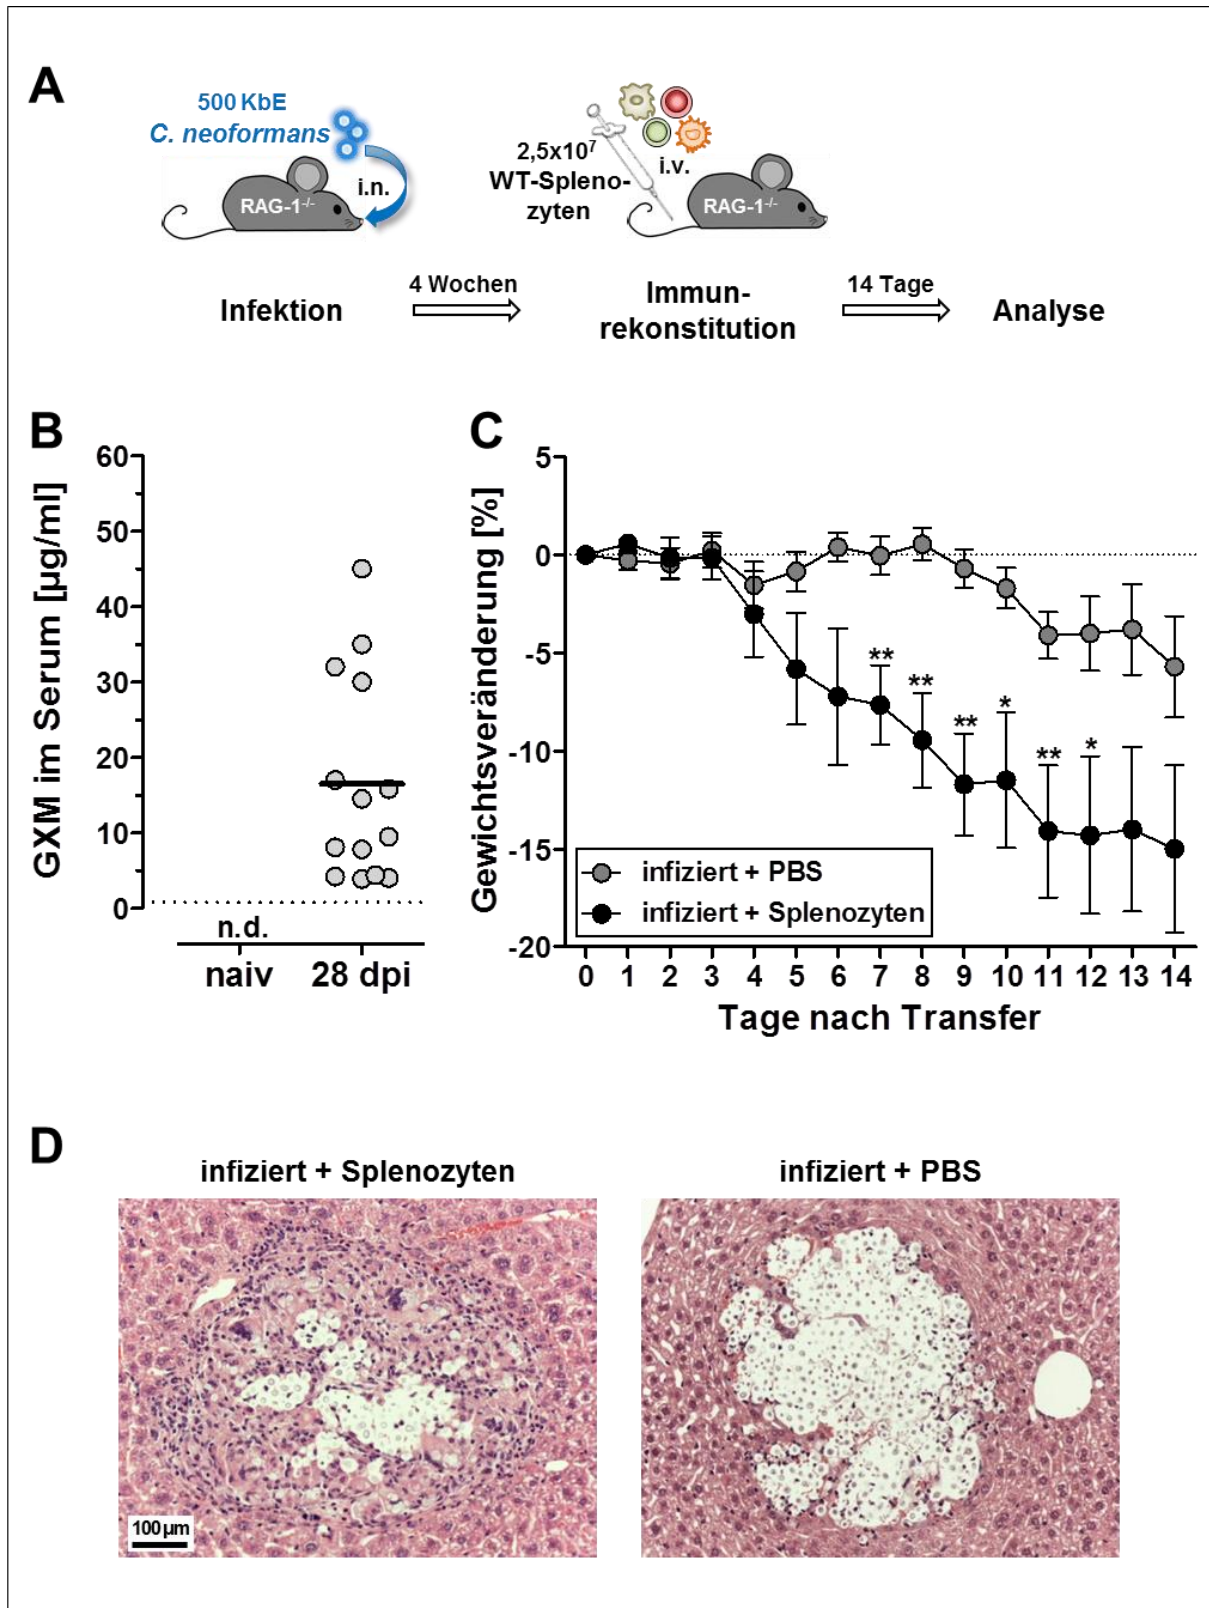 A
500 KbE
C. neoformans
i.n.
RAG-1-/-
2,5x10⁷
WT-Spleno-
zyten
i.v.
RAG-1-/-
Infektion
4 Wochen
Immun-
rekonstitution
14 Tage
Analyse
B
GXM im Serum [µg/ml]
60
50
40
30
20
10
0
n.d.
naiv
28 dpi
C
Gewichtsveränderung [%]
5
0
-5
-10
-15
-20
** ** ** * ** *
infiziert + PBS
infiziert + Splenozyten
0 1 2 3 4 5 6 7 8 9 10 11 12 13 14
Tage nach Transfer
D
infiziert + Splenozyten
infiziert + PBS
100 µm